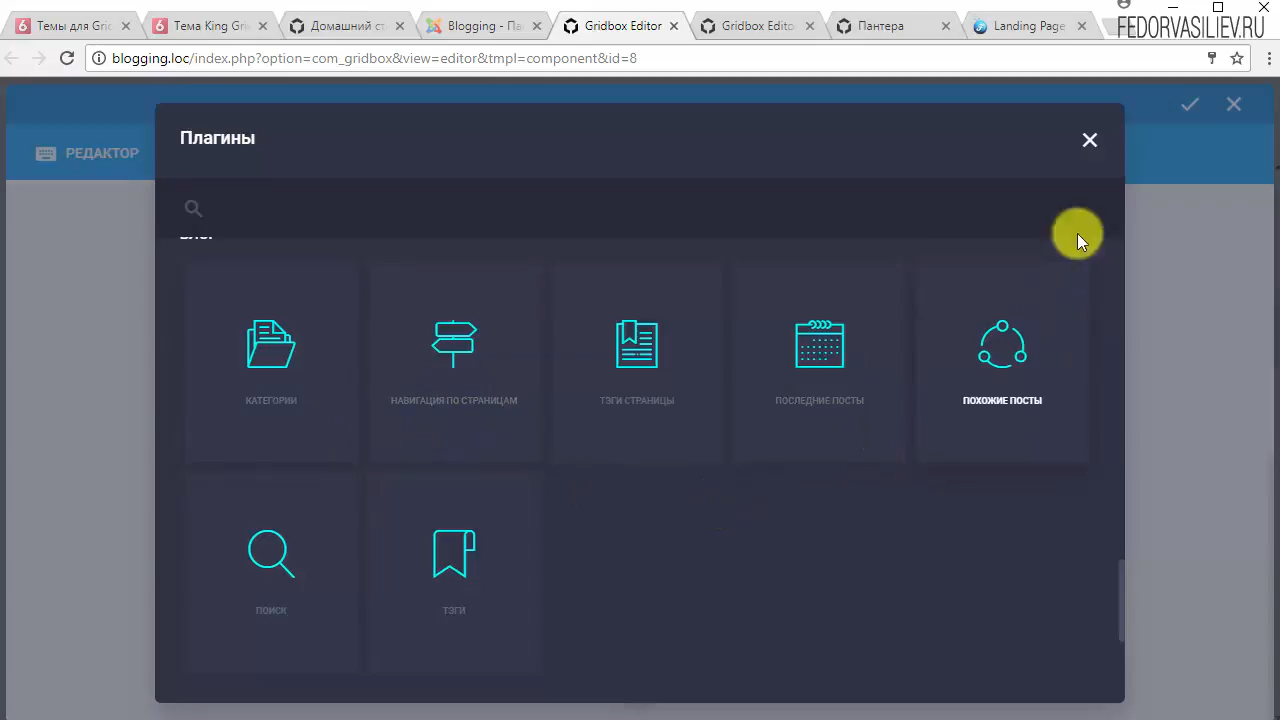 Темы для Gric
Тема King Gri
Домашний ст
Blogging - Па
Gridbox Editor
Gridbox Edito
Пантера
Landing Page
FEDORVASILIEV.RU
blogging.loc/index.php?option=com_gridbox&view=editor&tmpl=component&id=8
РЕДАКТОР
Плагины
БЛОГ
КАТЕГОРИИ
НАВИГАЦИЯ ПО СТРАНИЦАМ
ТЭГИ СТРАНИЦЫ
ПОСЛЕДНИЕ ПОСТЫ
ПОХОЖИЕ ПОСТЫ
ПОИСК
ТЭГИ